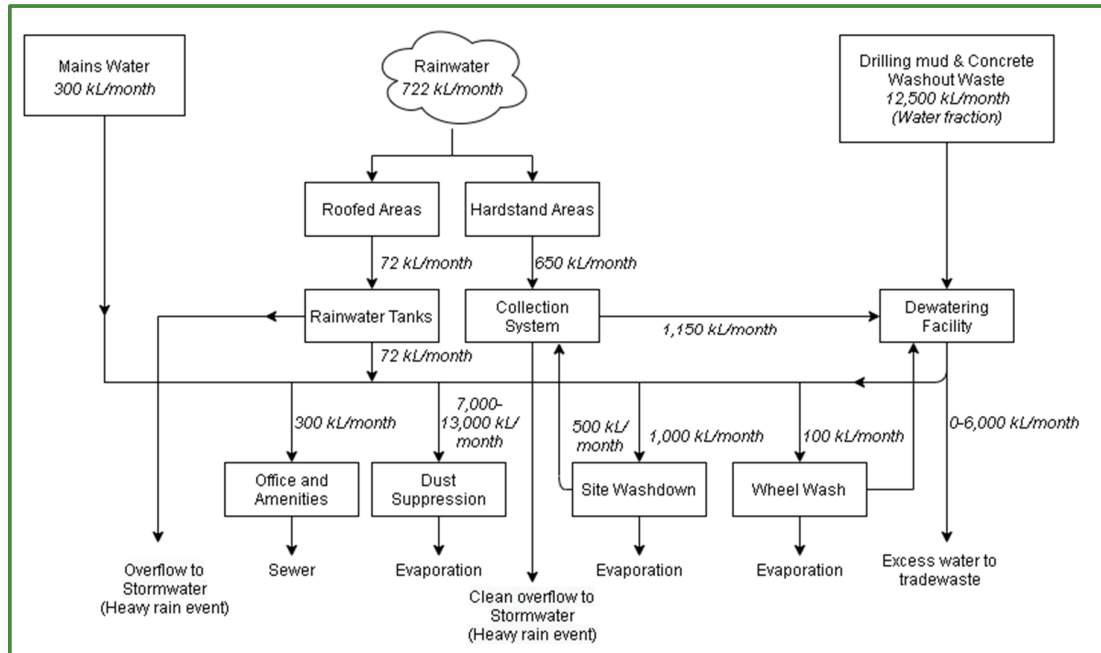 Mains Water
300 kL/month
Rainwater
722 kL/month
Drilling mud & Concrete
Washout Waste
12,500 kL/month
(Water fraction)
Roofed Areas
Hardstand Areas
72 kL/month
650 kL/month
Rainwater Tanks
Collection
System
1,150 kL/month
Dewatering
Facility
72 kL/month
300 kL/month
7,000-
13,000 kL/
month
500 kL/
month
1,000 kL/month
100 kL/month
0-6,000 kL/month
Office and
Amenities
Dust
Suppression
Site Washdown
Wheel Wash
Overflow to
Stormwater
(Heavy rain event)
Sewer
Evaporation
Clean overflow to
Stormwater
(Heavy rain event)
Evaporation
Evaporation
Excess water to
tradewaste